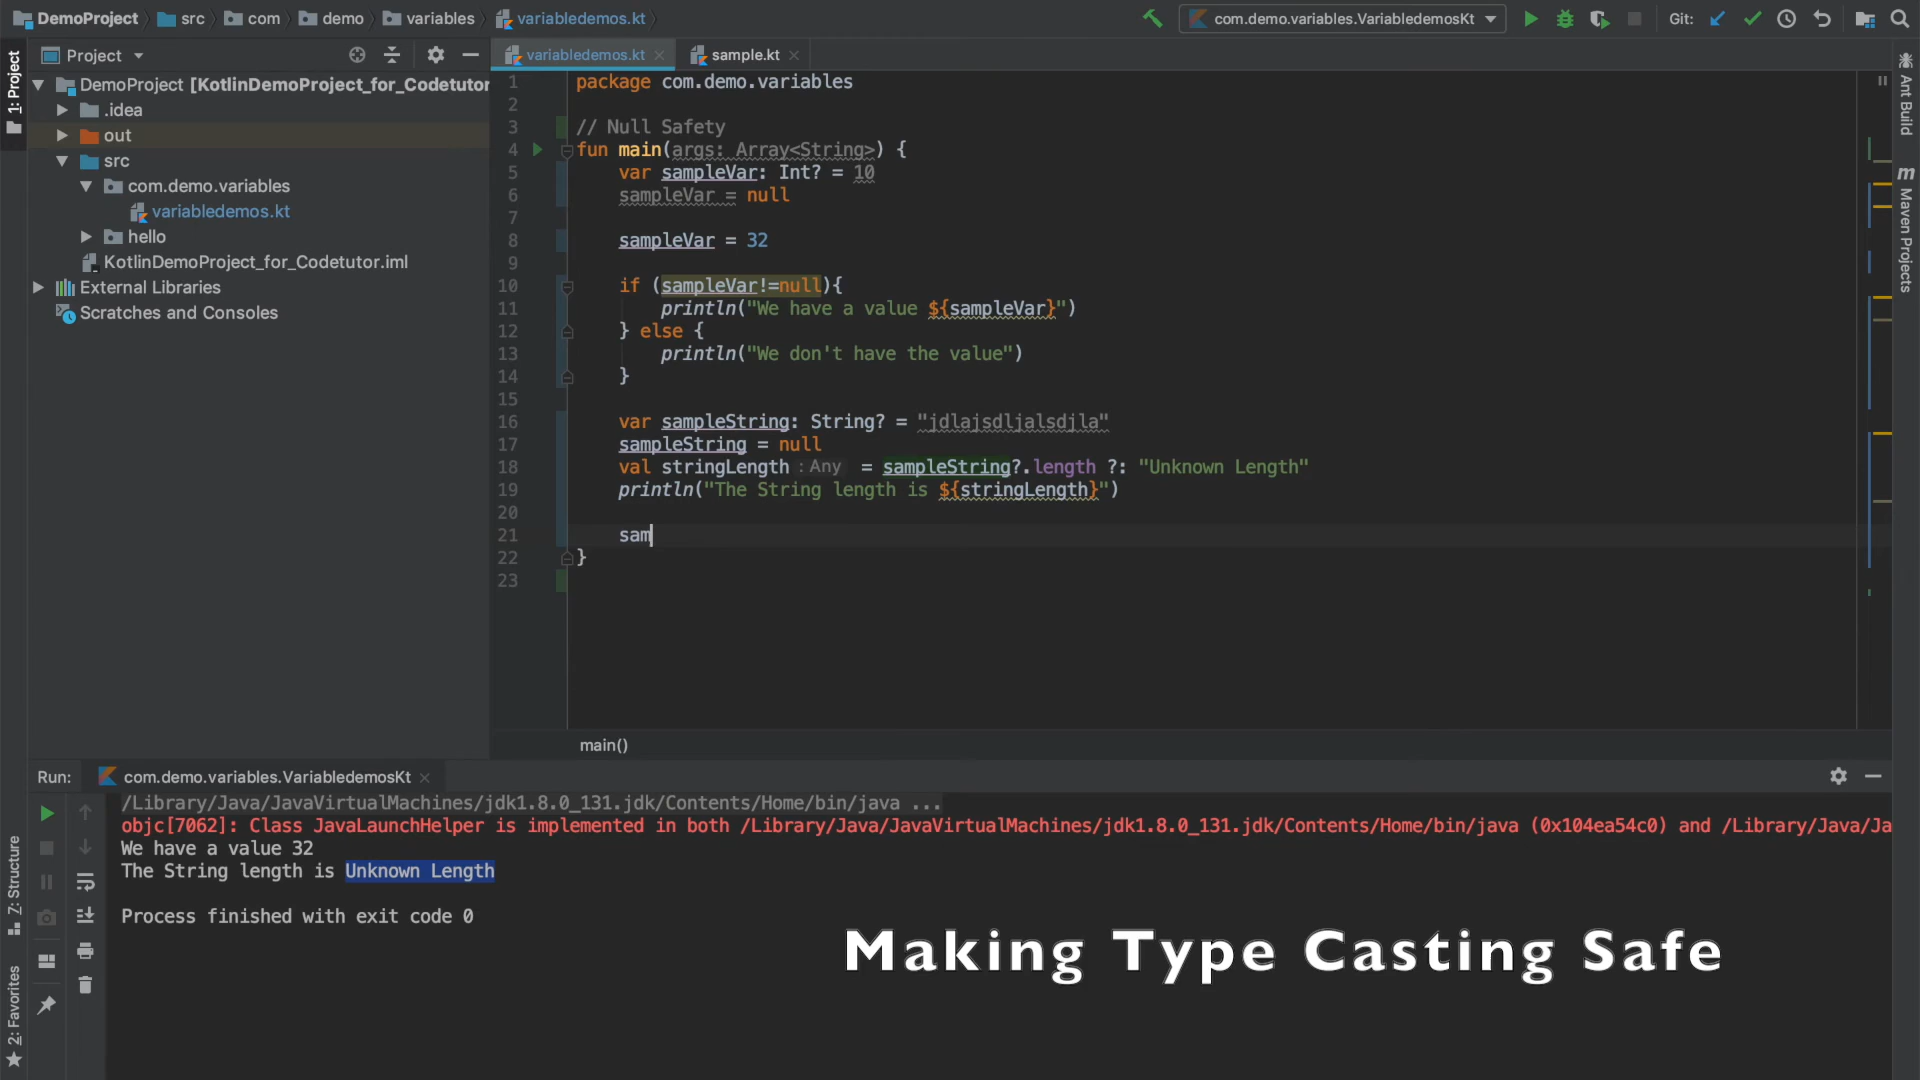 DemoProject src com demo variables variabledemos.kt com.demo.variables.VariabledemosKt Git:
1: Project Project variabledemos.kt sample.kt Ant Build
DemoProject [KotlinDemoProject_for_Codetutor
.idea
out
src
com.demo.variables
variabledemos.kt
hello
KotlinDemoProject_for_Codetutor.iml
External Libraries
Scratches and Consoles
Maven Projects
1 package com.demo.variables
2
3 // Null Safety
4 fun main(args: Array<String>) {
5 var sampleVar: Int? = 10
6 sampleVar = null
7
8 sampleVar = 32
9
10 if (sampleVar!=null){
11 println("We have a value ${sampleVar}")
12 } else {
13 println("We don't have the value")
14 }
15
16 var sampleString: String? = "jdlajsdljalsdjla"
17 sampleString = null
18 val stringLength : Any = sampleString?.length ?: "Unknown Length"
19 println("The String length is ${stringLength}")
20
21 sam
22 }
23
main()
Run: com.demo.variables.VariabledemosKt
/Library/Java/JavaVirtualMachines/jdk1.8.0_131.jdk/Contents/Home/bin/java ...
objc[7062]: Class JavaLaunchHelper is implemented in both /Library/Java/JavaVirtualMachines/jdk1.8.0_131.jdk/Contents/Home/bin/java (0x104ea54c0) and /Library/Java/Ja
We have a value 32
The String length is Unknown Length
Process finished with exit code 0
Z: Structure
2: Favorites
Making Type Casting Safe